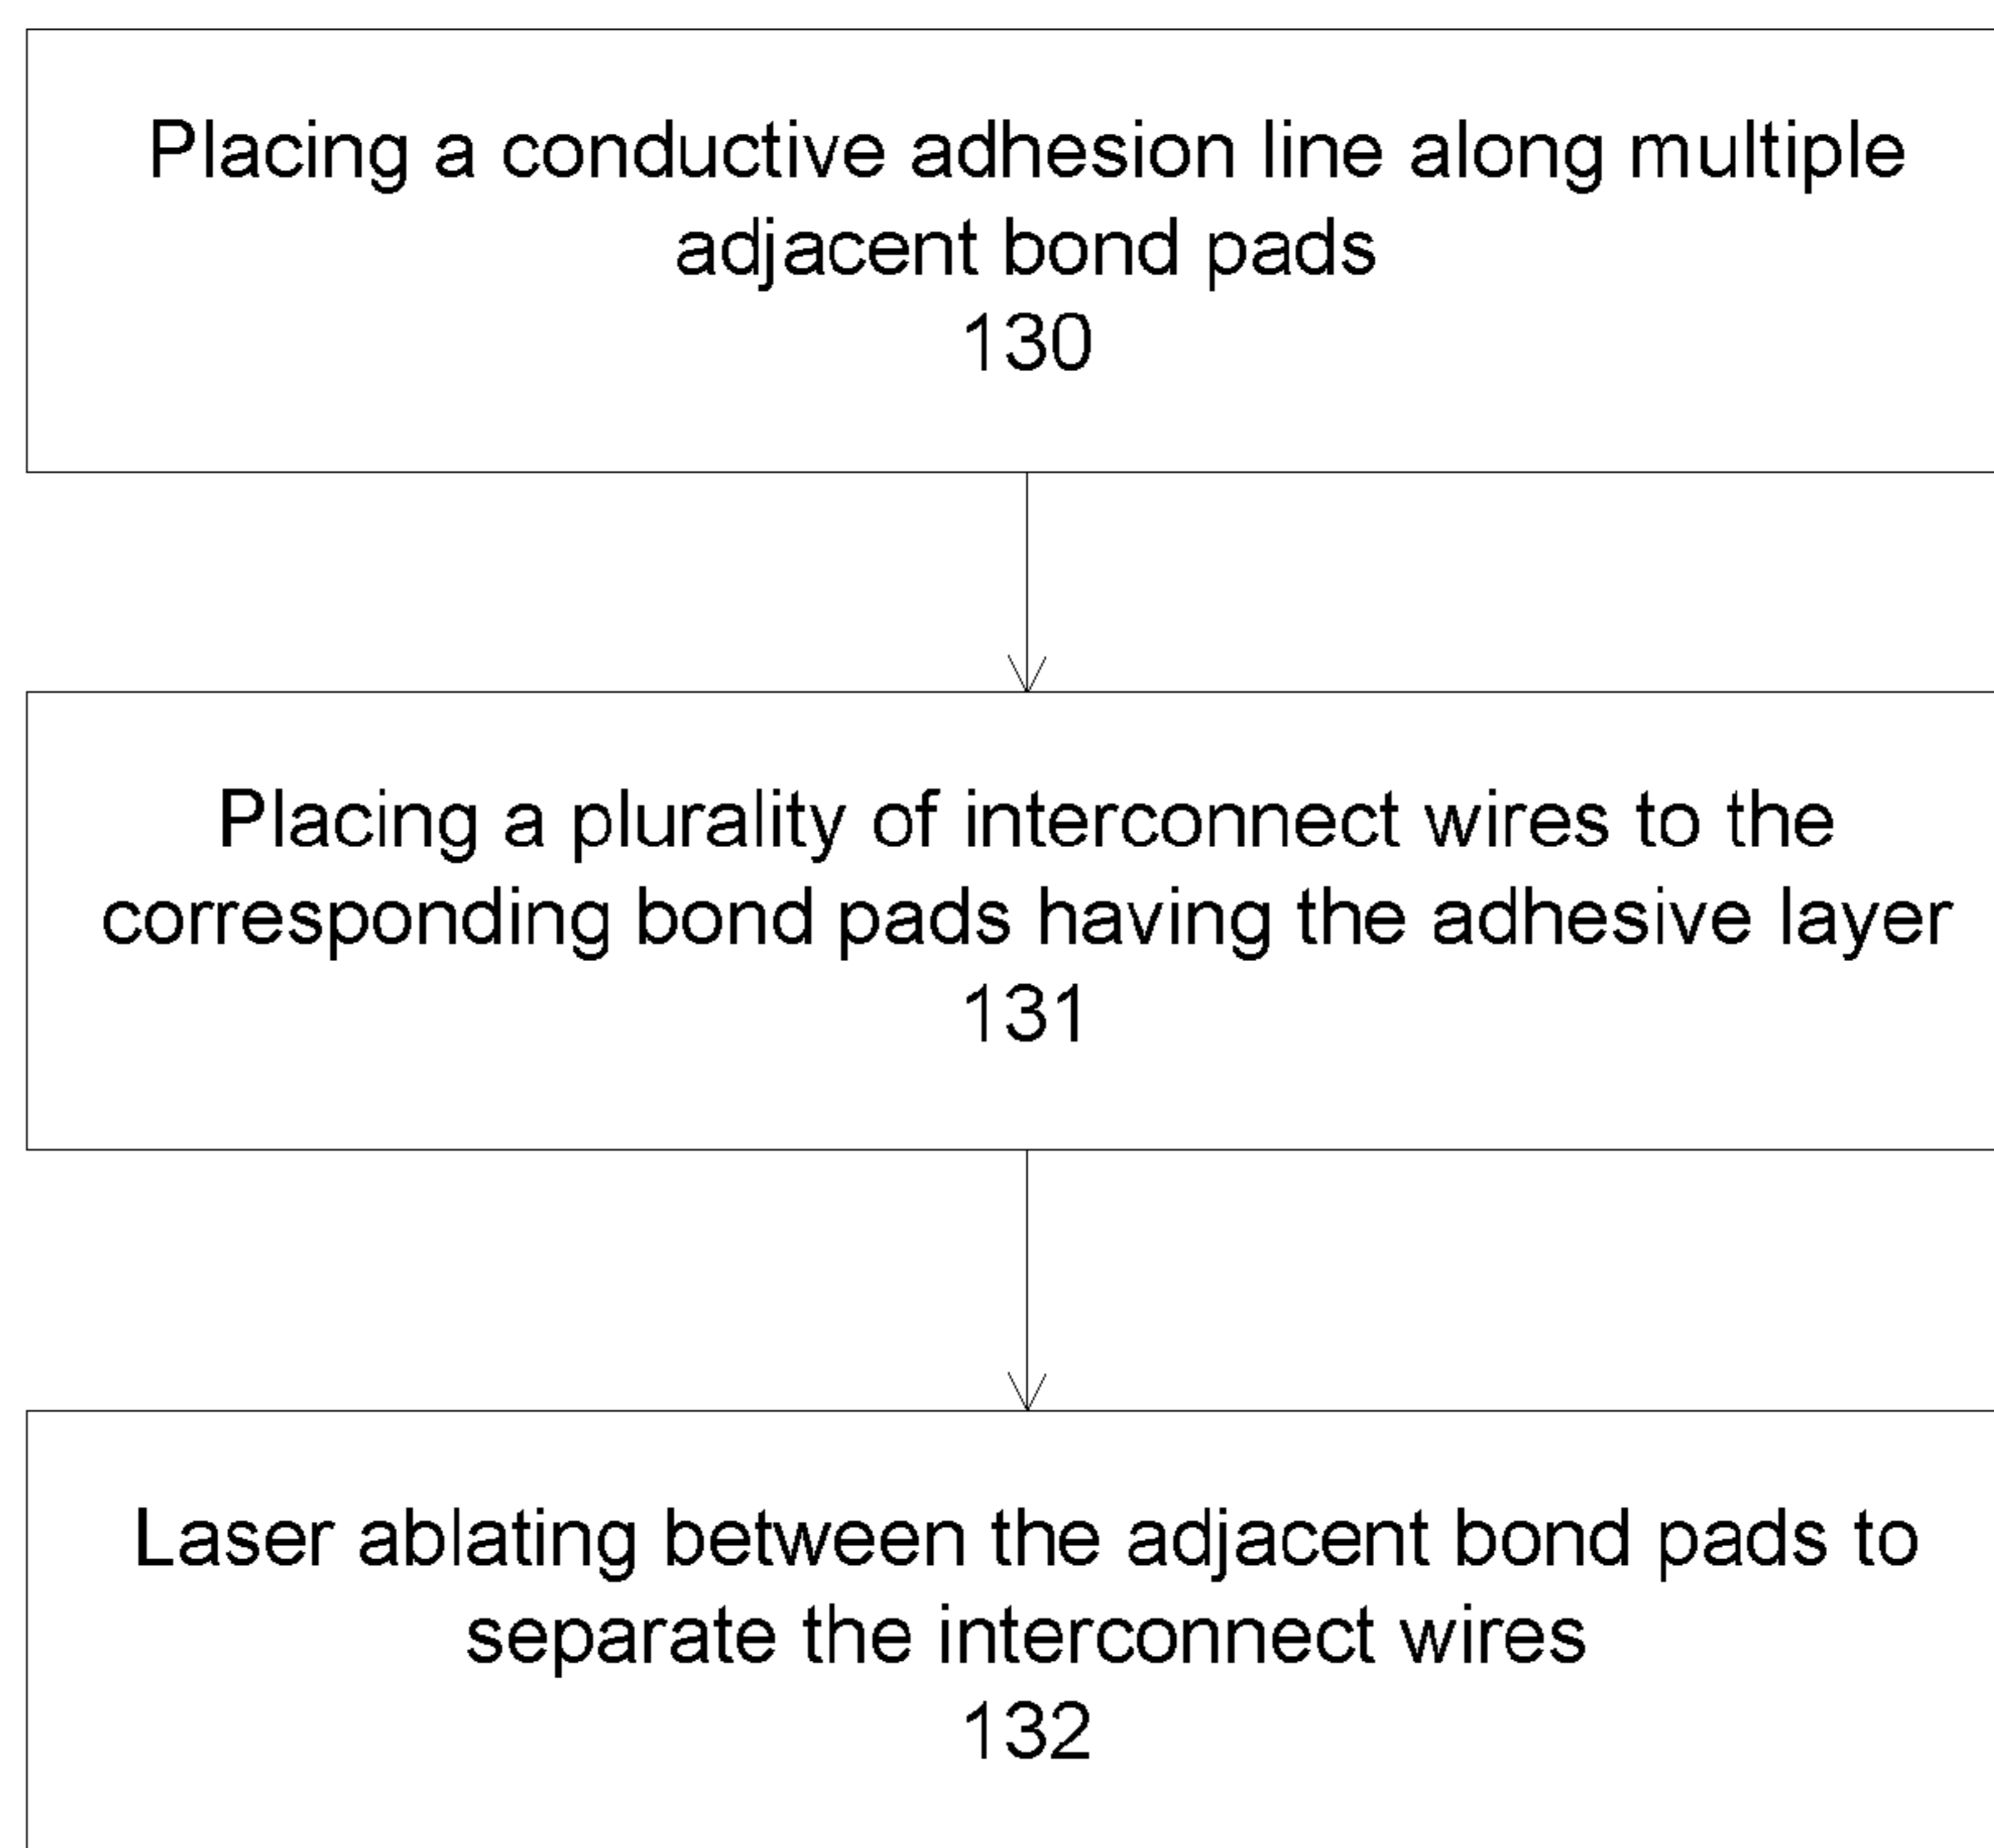 Placing a conductive adhesion line along multiple
adjacent bond pads
130
Placing a plurality of interconnect wires to the
corresponding bond pads having the adhesive layer
131
Laser ablating between the adjacent bond pads to
separate the interconnect wires
132